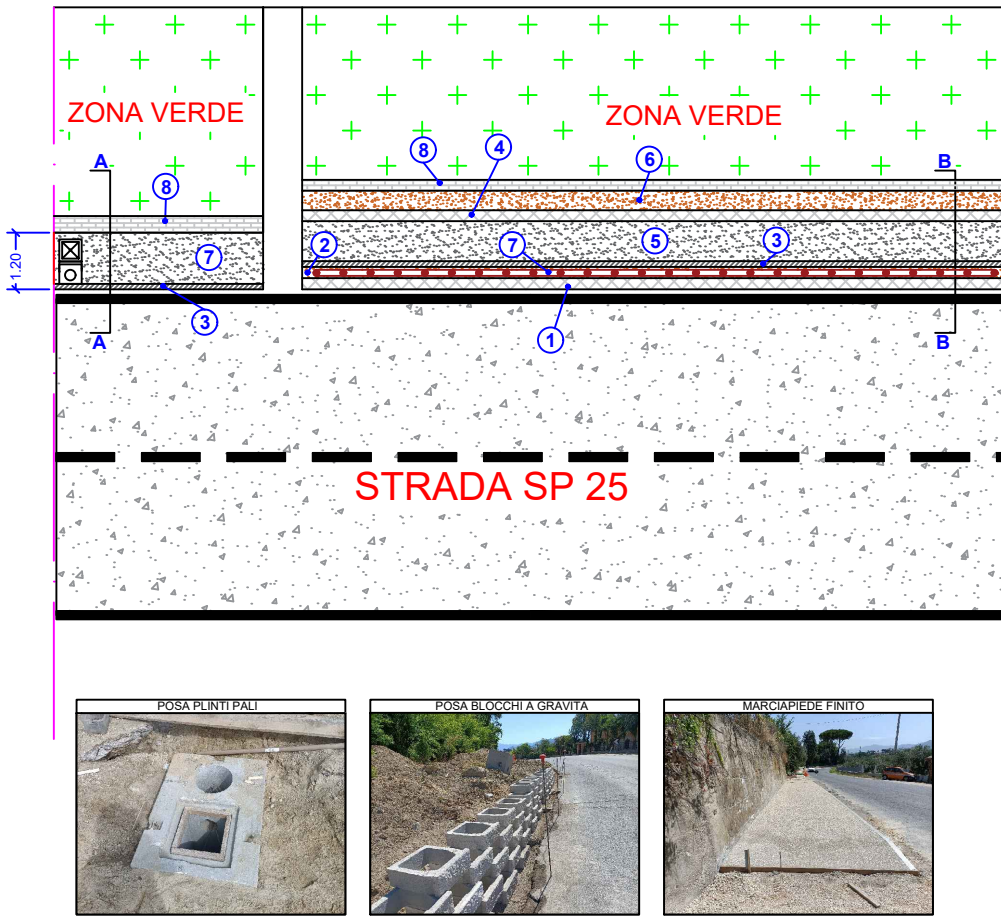 ZONA VERDE
ZONA VERDE
A
8
4
6
B
8
1.20
7
2
7
5
3
3
1
A
B
STRADA SP 25
POSA PLINTI PALI
POSA BLOCCHI A GRAVITA
MARCIAPIEDE FINITO